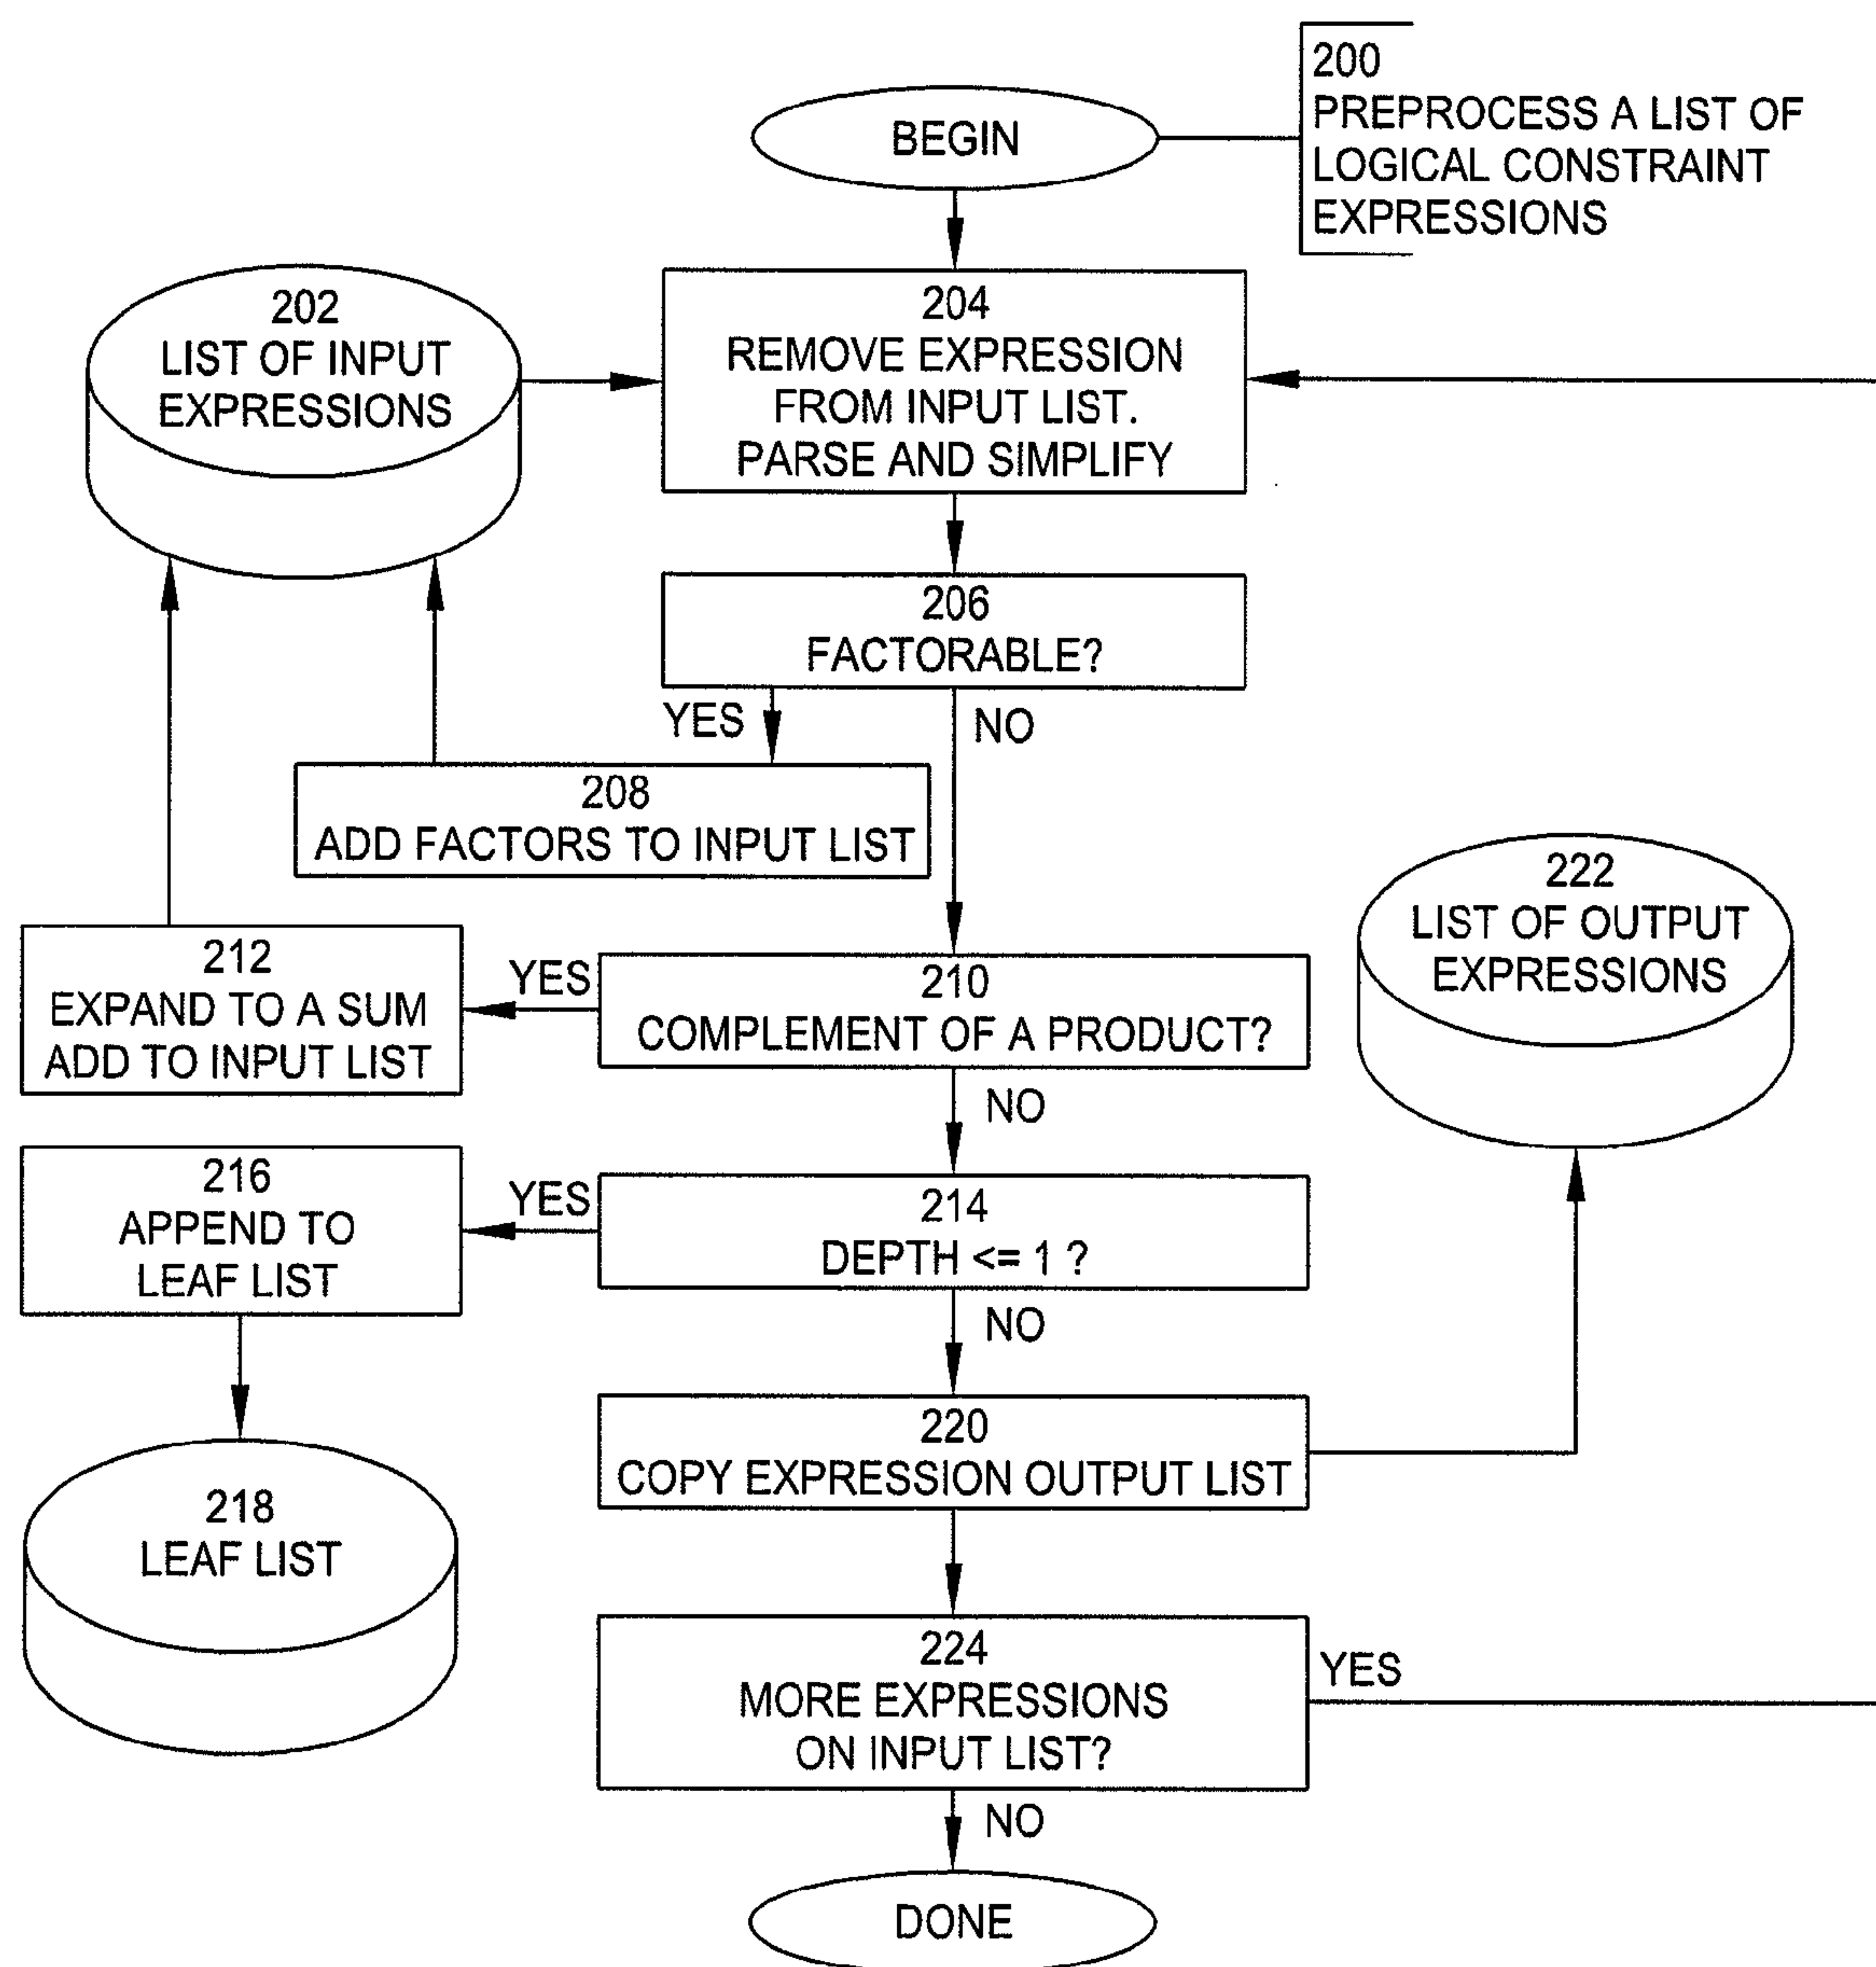 200
PREPROCESS A LIST OF
LOGICAL CONSTRAINT
EXPRESSIONS
BEGIN
202
LIST OF INPUT
EXPRESSIONS
204
REMOVE EXPRESSION
FROM INPUT LIST.
PARSE AND SIMPLIFY
206
FACTORABLE?
YES
NO
208
ADD FACTORS TO INPUT LIST
212
EXPAND TO A SUM
ADD TO INPUT LIST
YES
210
COMPLEMENT OF A PRODUCT?
NO
222
LIST OF OUTPUT
EXPRESSIONS
216
APPEND TO
LEAF LIST
YES
214
DEPTH <= 1 ?
NO
218
LEAF LIST
220
COPY EXPRESSION OUTPUT LIST
224
MORE EXPRESSIONS
ON INPUT LIST?
YES
NO
DONE